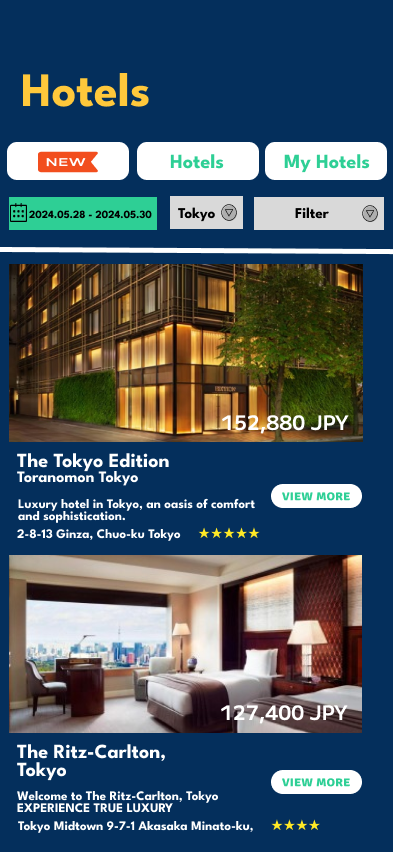 Hotels
NEW
Hotels
My Hotels
2024.05.28 - 2024.05.30
Tokyo
Filter
152,880 JPY
The Tokyo Edition
Toranomon Tokyo
Luxury hotel in Tokyo, an oasis of comfort
and sophistication.
VIEW MORE
2-8-13 Ginza, Chuo-ku Tokyo
127,400 JPY
The Ritz-Carlton,
Tokyo
Welcome to The Ritz-Carlton, Tokyo
EXPERIENCE TRUE LUXURY
VIEW MORE
Tokyo Midtown 9-7-1 Akasaka Minato-ku,